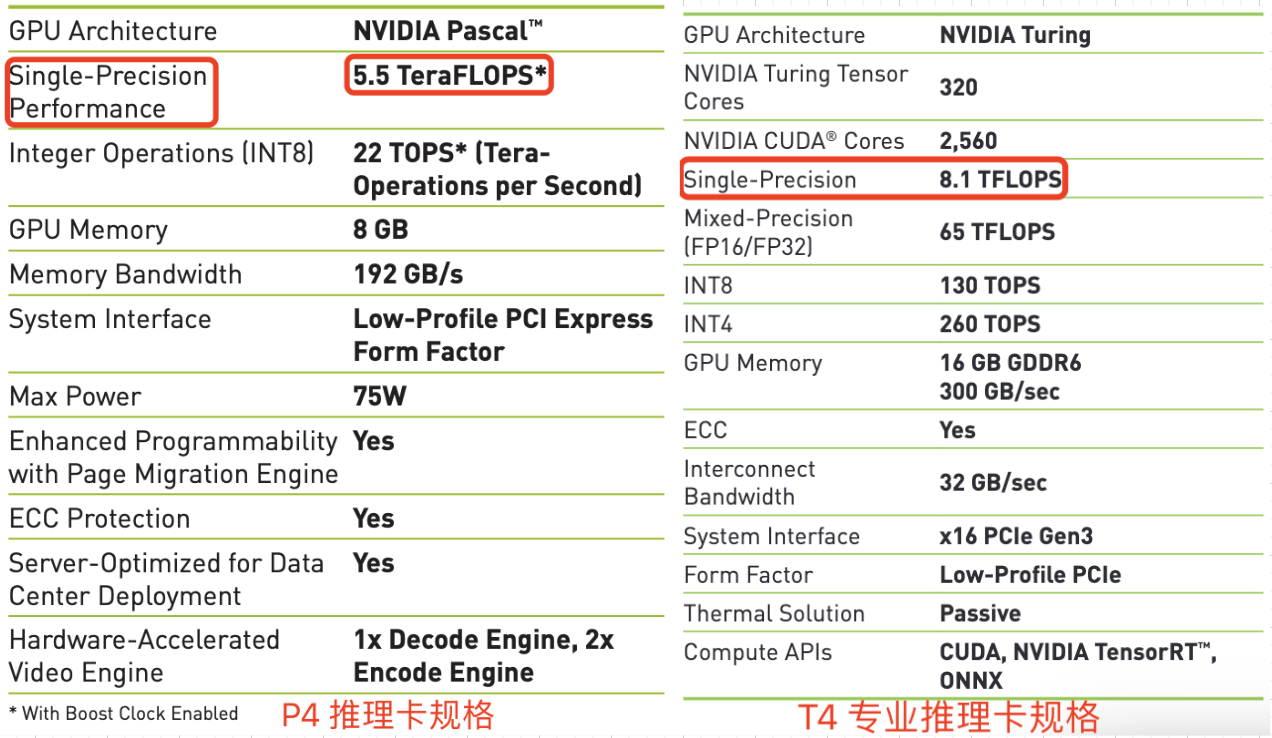 GPU Architecture NVIDIA Pascal™
Single-Precision 5.5 TeraFLOPS*
Performance
Integer Operations (INT8) 22 TOPS* (Tera-
Operations per Second)
GPU Memory 8 GB
Memory Bandwidth 192 GB/s
System Interface Low-Profile PCI Express
Form Factor
Max Power 75W
Enhanced Programmability Yes
with Page Migration Engine
ECC Protection Yes
Server-Optimized for Data Yes
Center Deployment
Hardware-Accelerated 1x Decode Engine, 2x
Video Engine Encode Engine
* With Boost Clock Enabled
P4 推理卡规格
GPU Architecture NVIDIA Turing
NVIDIA Turing Tensor
Cores 320
NVIDIA CUDA® Cores 2,560
Single-Precision 8.1 TFLOPS
Mixed-Precision
(FP16/FP32) 65 TFLOPS
INT8 130 TOPS
INT4 260 TOPS
GPU Memory 16 GB GDDR6
300 GB/sec
ECC Yes
Interconnect
Bandwidth 32 GB/sec
System Interface x16 PCIe Gen3
Form Factor Low-Profile PCIe
Thermal Solution Passive
Compute APIs CUDA, NVIDIA TensorRT™,
ONNX
T4 专业推理卡规格